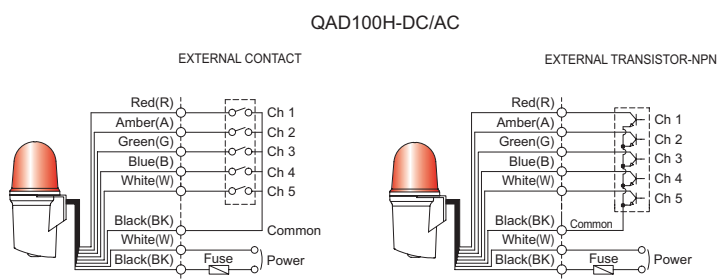 QAD100H-DC/AC
EXTERNAL CONTACT
Red(R)
Ch 1
Amber(A)
Ch 2
Green(G)
Ch 3
Blue(B)
Ch 4
White(W)
Ch 5
Black(BK)
Common
White(W)
Black(BK)
Fuse
Power
EXTERNAL TRANSISTOR-NPN
Red(R)
Ch 1
Amber(A)
Ch 2
Green(G)
Ch 3
Blue(B)
Ch 4
White(W)
Ch 5
Black(BK)
Common
White(W)
Black(BK)
Fuse
Power